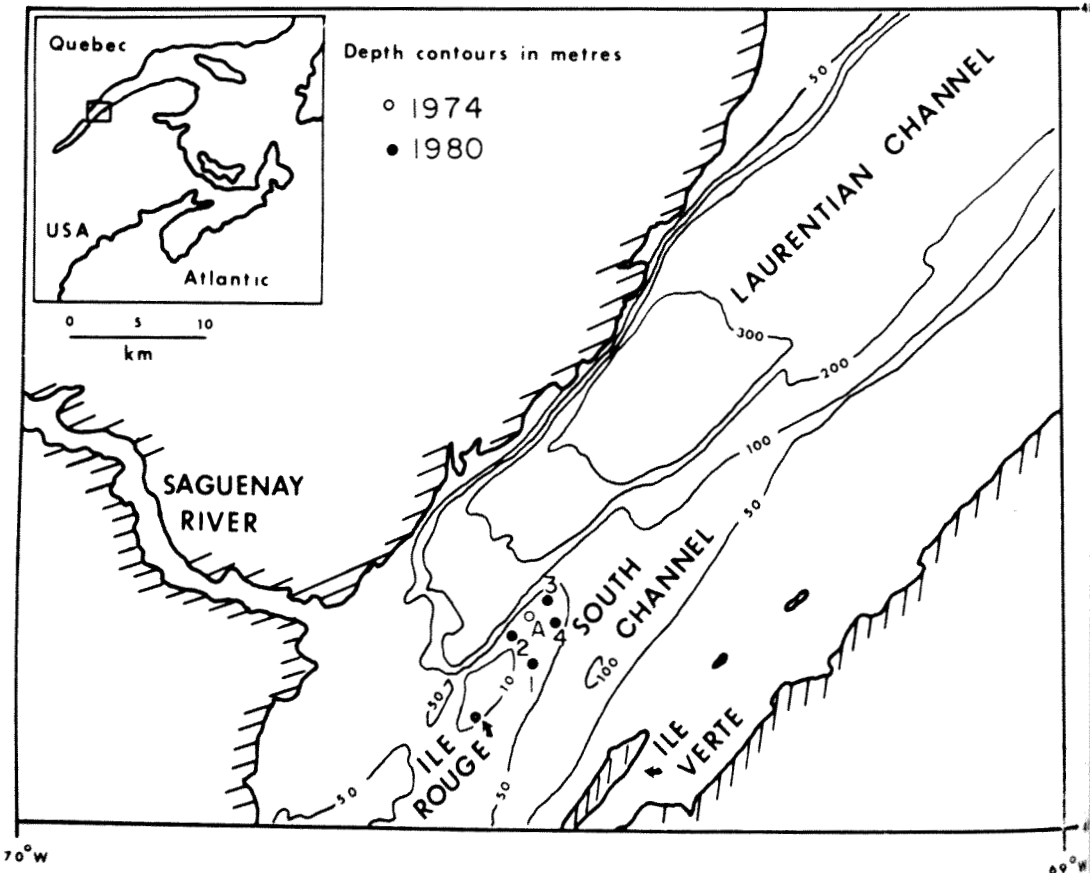 Quebec
USA
Atlantic
0 5 10
km
Depth contours in metres
1974
1980
50
LAURENTIAN CHANNEL
300
200
100
50
SAGUENAY
RIVER
SOUTH
CHANNEL
3
A
4
2
1
10
100
50
ILE
ROUGE
50
50
ILE
VERTE
70°W
69°W